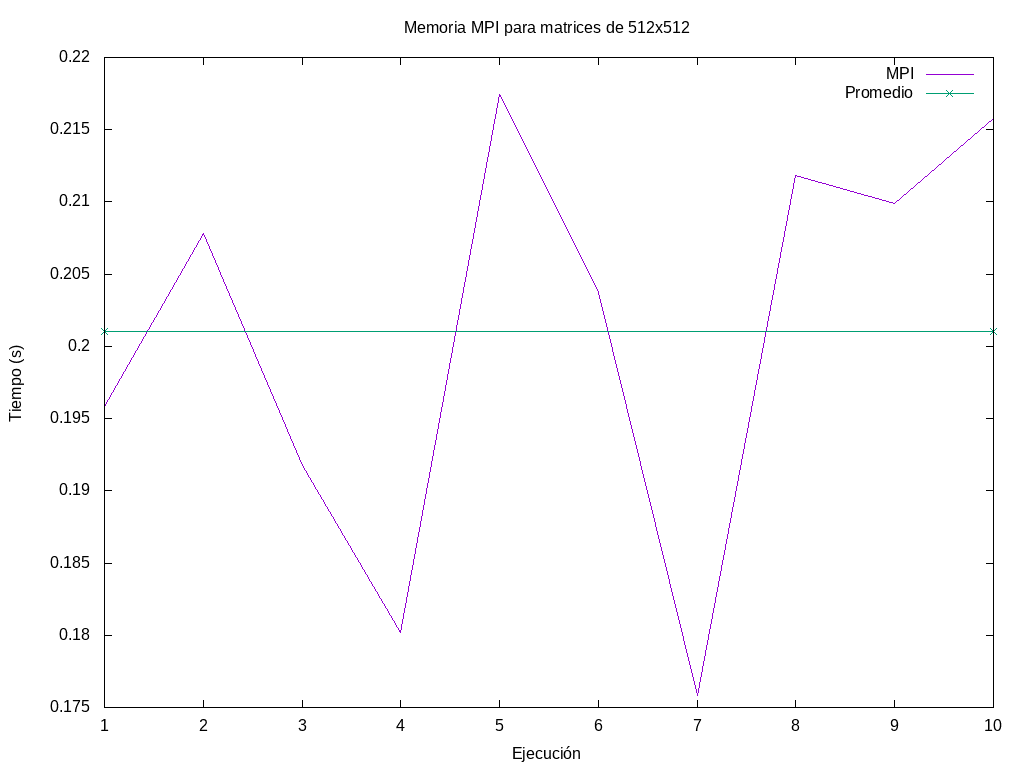 Memoria MPI para matrices de 512x512
MPI
Promedio
0.22
0.215
0.21
0.205
0.2
0.195
0.19
0.185
0.18
0.175
Tiempo (s)
1 2 3 4 5 6 7 8 9 10
Ejecución